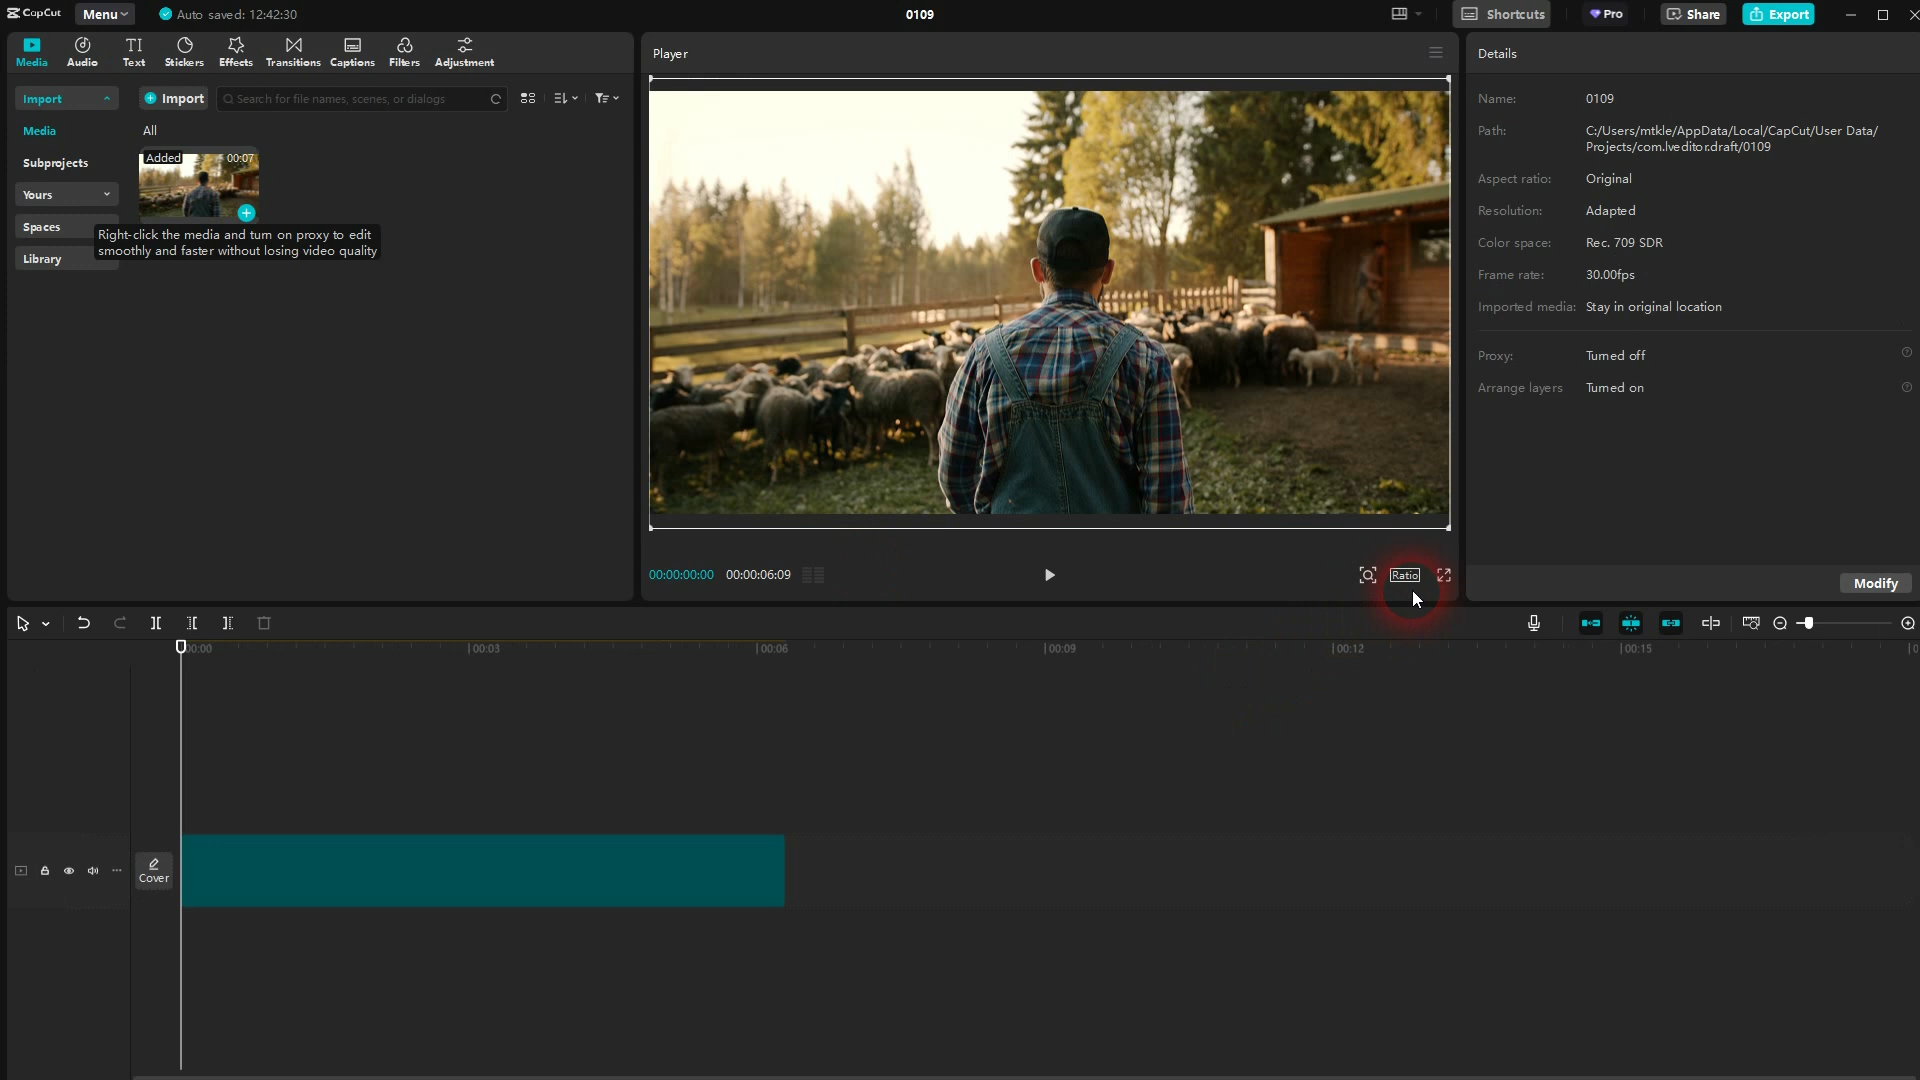 CapCut
Menu
Auto saved: 12:42:30
0109
Shortcuts
Pro
Share
Export
Media
Audio
Text
Stickers
Effects
Transitions
Captions
Filters
Adjustment
Player
Details
Import
Import
Search for file names, scenes, or dialogs
Media
All
Subprojects
Added
00:07
Yours
Spaces
Library
Right-click the media and turn on proxy to edit
smoothly and faster without losing video quality
Name:
0109
Path:
C:/Users/mtkle/AppData/Local/CapCut/User Data/
Projects/com.lveditor.draft/0109
Aspect ratio:
Original
Resolution:
Adapted
Color space:
Rec. 709 SDR
Frame rate:
30.00fps
Imported media:
Stay in original location
Proxy:
Turned off
Arrange layers
Turned on
00:00:00:00
00:00:06:09
Ratio
Modify
00:00
00:03
00:06
00:09
00:12
00:15
Cover